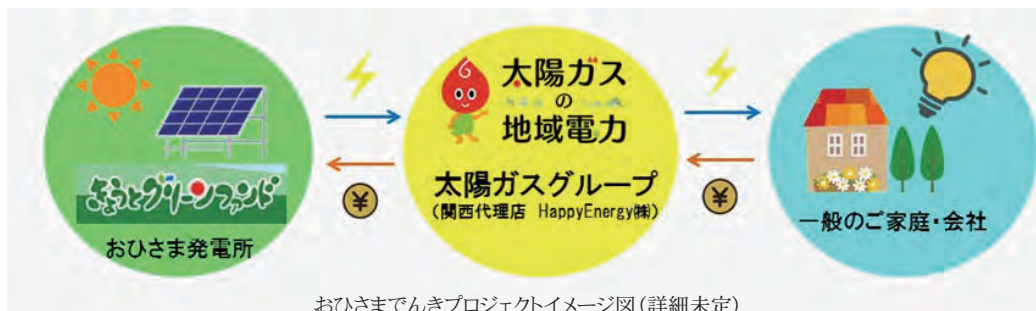 きょうとグリーンファンド
おひさま発電所
太陽ガス
の
地域電力
太陽ガスグループ
(関西代理店 HappyEnergy㈱)
¥
¥
一般のご家庭・会社
おひさまでんきプロジェクトイメージ図(詳細未定)